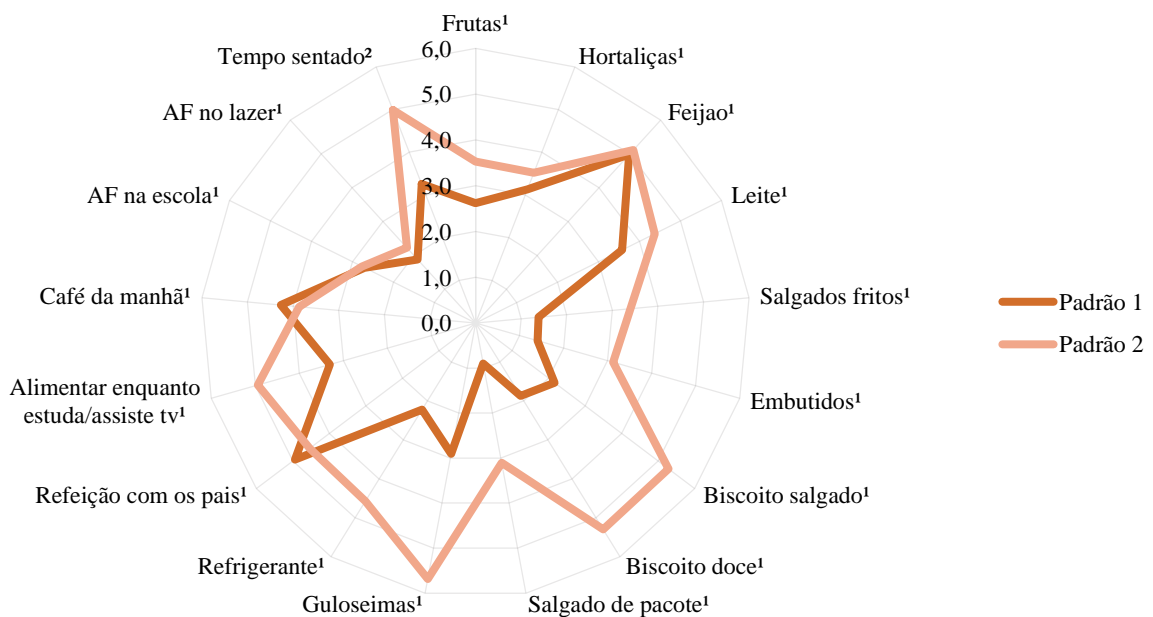 Frutas¹
Hortaliças¹
Feijao¹
Leite¹
Salgados fritos¹
Embutidos¹
Biscoito salgado¹
Biscoito doce¹
Salgado de pacote¹
Guloseimas¹
Refrigerante¹
Refeição com os pais¹
Alimentar enquanto
estuda/assiste tv¹
Café da manhã¹
AF na escola¹
AF no lazer¹
Tempo sentado²
6,0
5,0
4,0
3,0
2,0
1,0
0,0
Padrão 1
Padrão 2